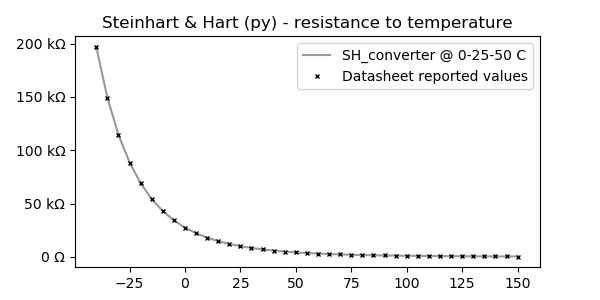 Steinhart & Hart (py) - resistance to temperature
SH_converter @ 0-25-50 C
Datasheet reported values
200 kΩ
150 kΩ
100 kΩ
50 kΩ
0 Ω
−25 0 25 50 75 100 125 150